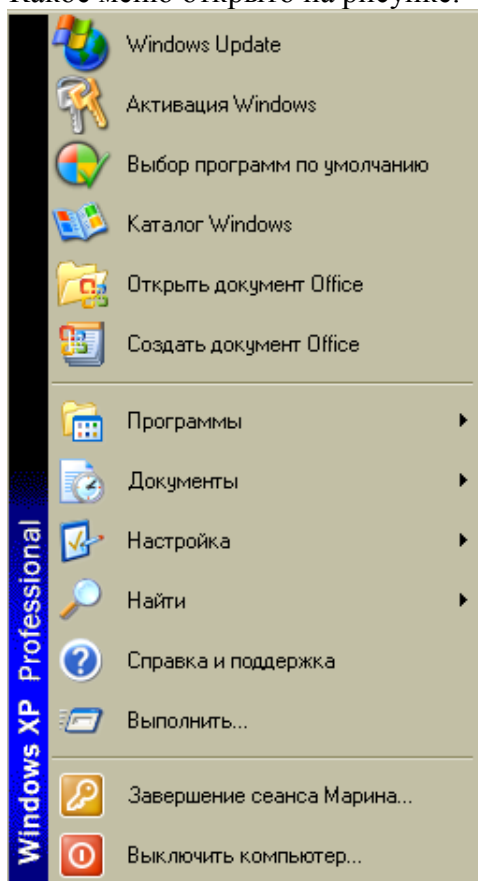 Какое меню открыто на рисунке?
Windows Update
Активация Windows
Выбор программ по умолчанию
Каталог Windows
Открыть документ Office
Создать документ Office
Программы
Документы
Настройка
Найти
Справка и поддержка
Выполнить...
Завершение сеанса Марина...
Выключить компьютер...
Windows XP Professional